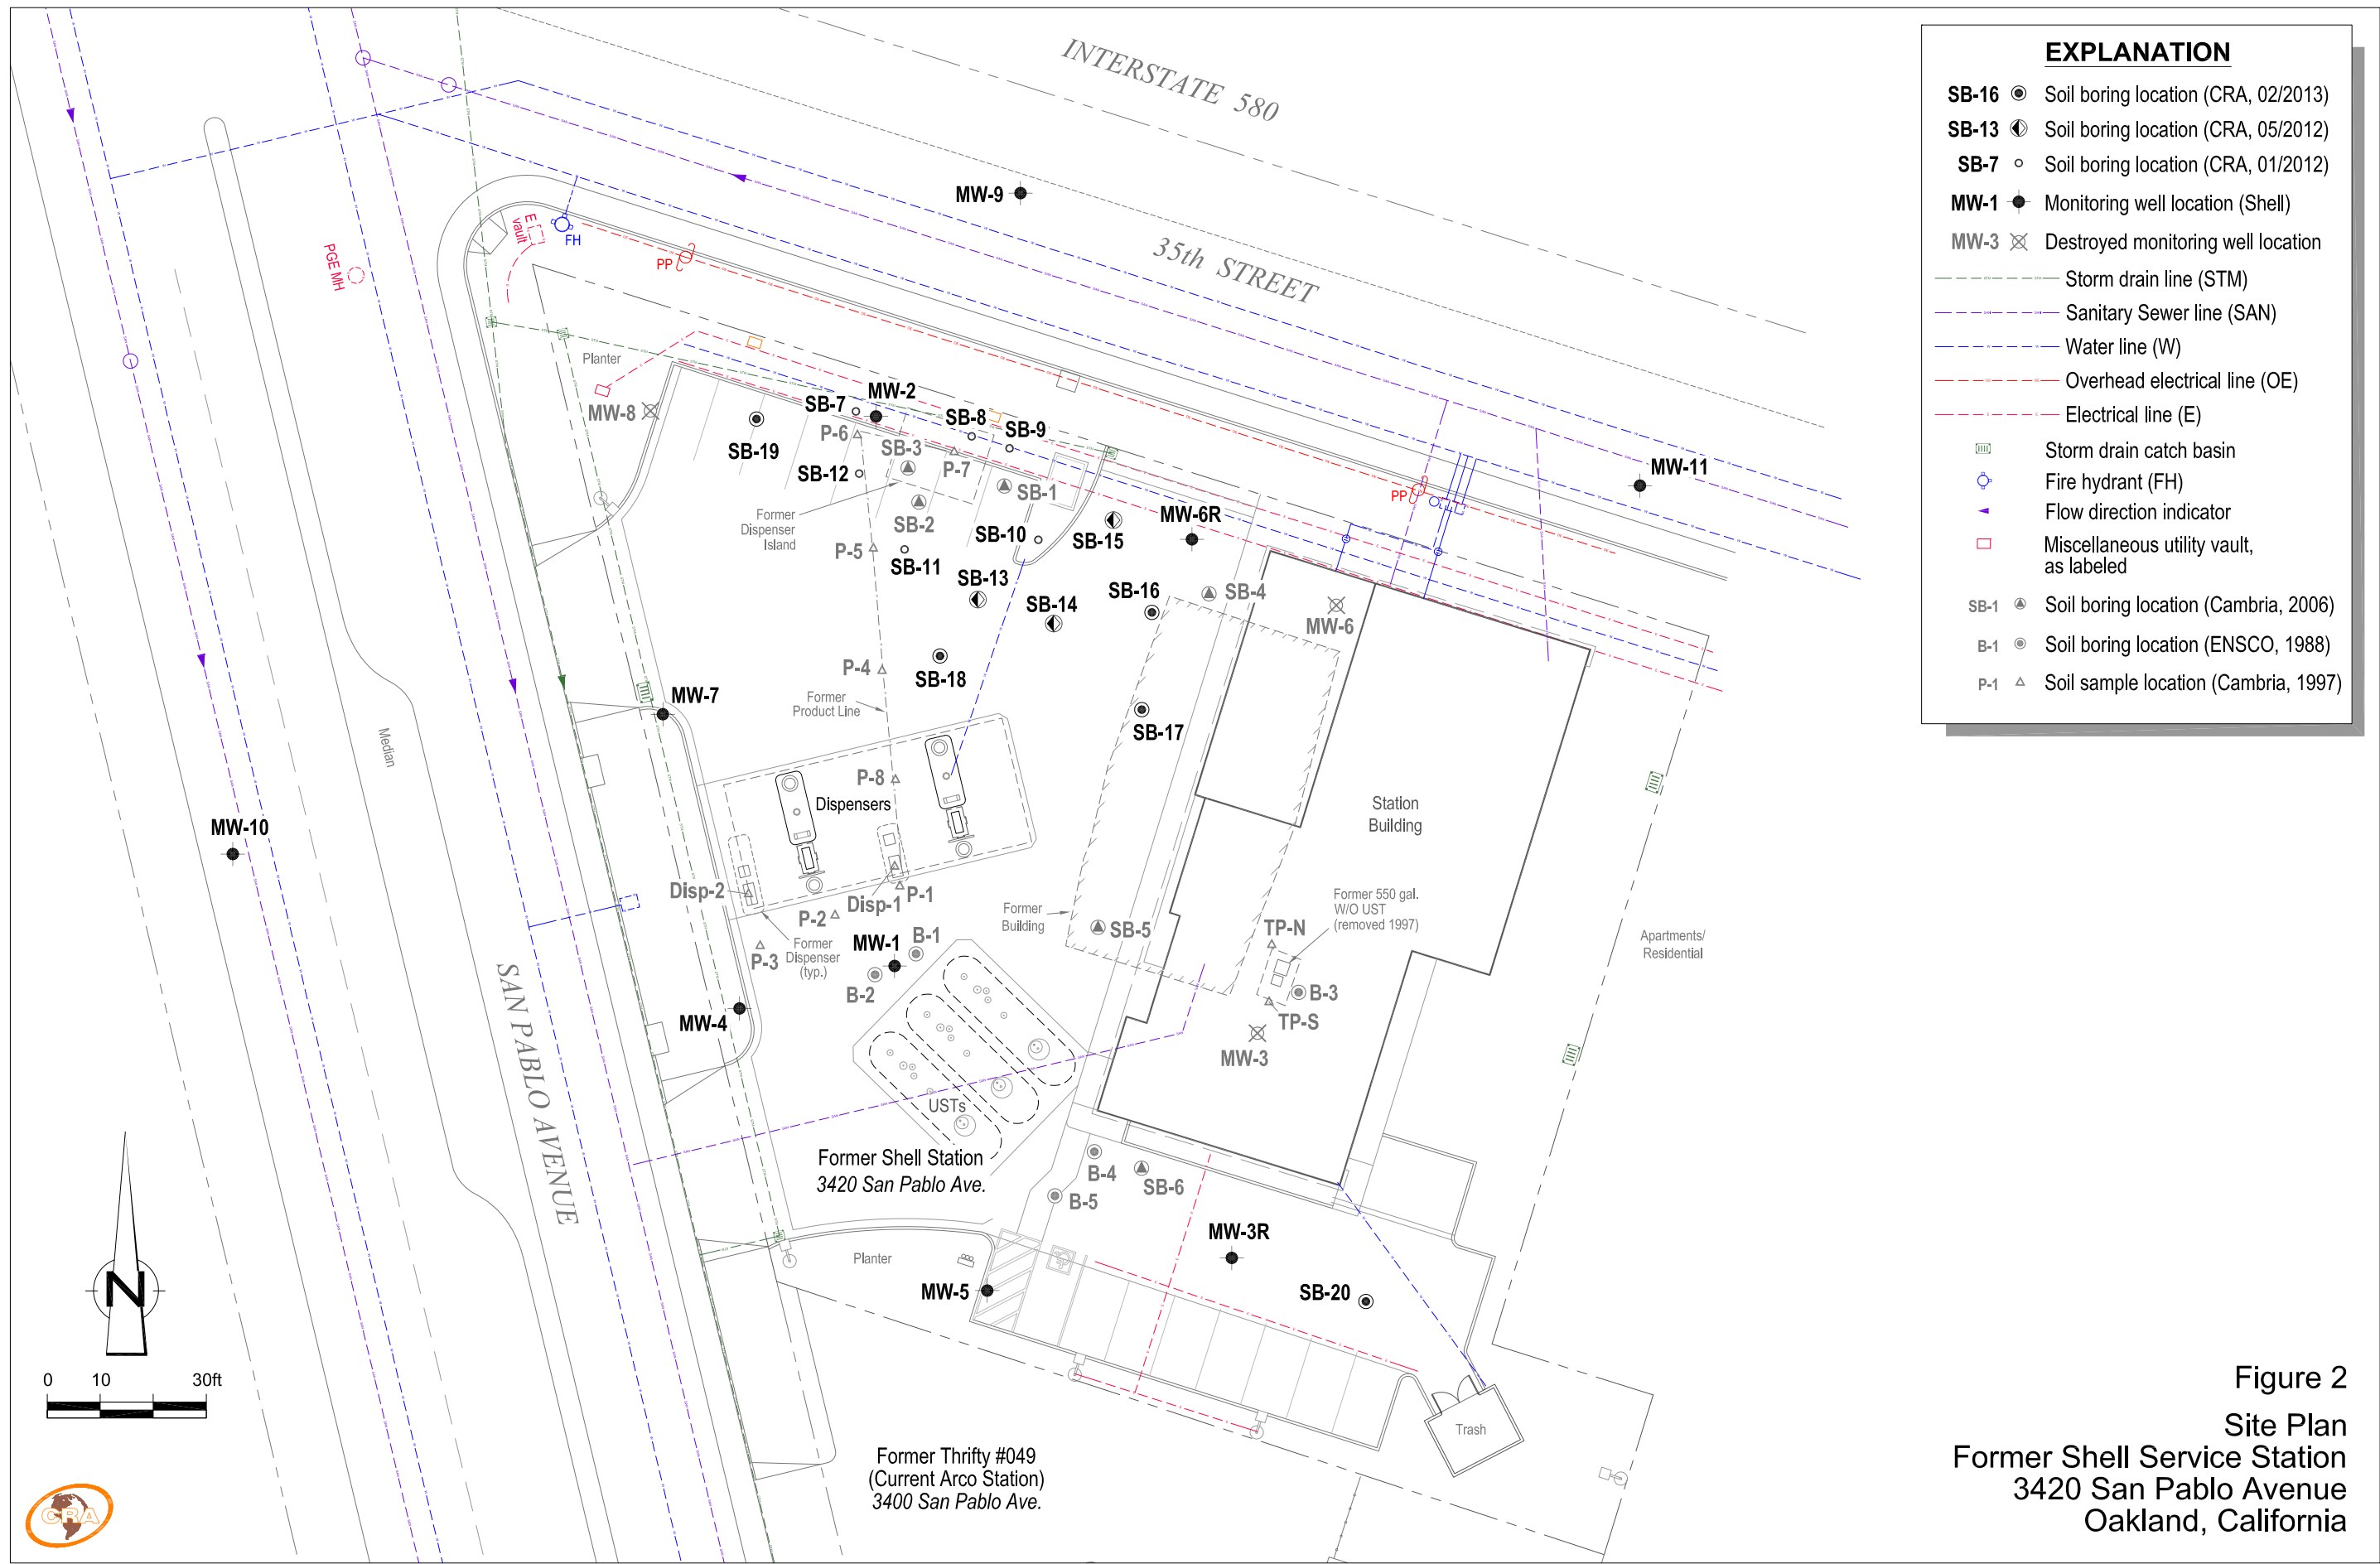 INTERSTATE 580
35th STREET
SAN PABLO AVENUE
EXPLANATION
SB-16 Soil boring location (CRA, 02/2013)
SB-13 Soil boring location (CRA, 05/2012)
SB-7 Soil boring location (CRA, 01/2012)
MW-1 Monitoring well location (Shell)
MW-3 Destroyed monitoring well location
Storm drain line (STM)
Sanitary Sewer line (SAN)
Water line (W)
Overhead electrical line (OE)
Electrical line (E)
Storm drain catch basin
Fire hydrant (FH)
Flow direction indicator
Miscellaneous utility vault,
as labeled
SB-1 Soil boring location (Cambria, 2006)
B-1 Soil boring location (ENSCO, 1988)
P-1 Soil sample location (Cambria, 1997)
MW-9
E
vault
FH
PGE MH
PP
Planter
MW-8
MW-2
SB-7
SB-8
SB-9
SB-19
P-6
SB-3
P-7
SB-12
SB-1
SB-2
Former
Dispenser
Island
P-5
SB-11
SB-10
SB-15
MW-6R
PP
MW-11
SB-13
SB-14
SB-16
SB-4
MW-6
P-4
SB-18
Former
Product Line
MW-7
SB-17
Median
P-8
Dispensers
Station
Building
MW-10
Disp-2
Disp-1
P-1
P-2
P-3
Former
Dispenser
(typ.)
MW-1
B-1
B-2
Former
Building
SB-5
Former 550 gal.
W/O UST
(removed 1997)
TP-N
B-3
TP-S
MW-3
Apartments/
Residential
MW-4
USTs
Former Shell Station
3420 San Pablo Ave.
B-4
SB-6
B-5
MW-3R
Planter
MW-5
SB-20
Trash
N
0 10 30ft
CRA
Former Thrifty #049
(Current Arco Station)
3400 San Pablo Ave.
Figure 2
Site Plan
Former Shell Service Station
3420 San Pablo Avenue
Oakland, California